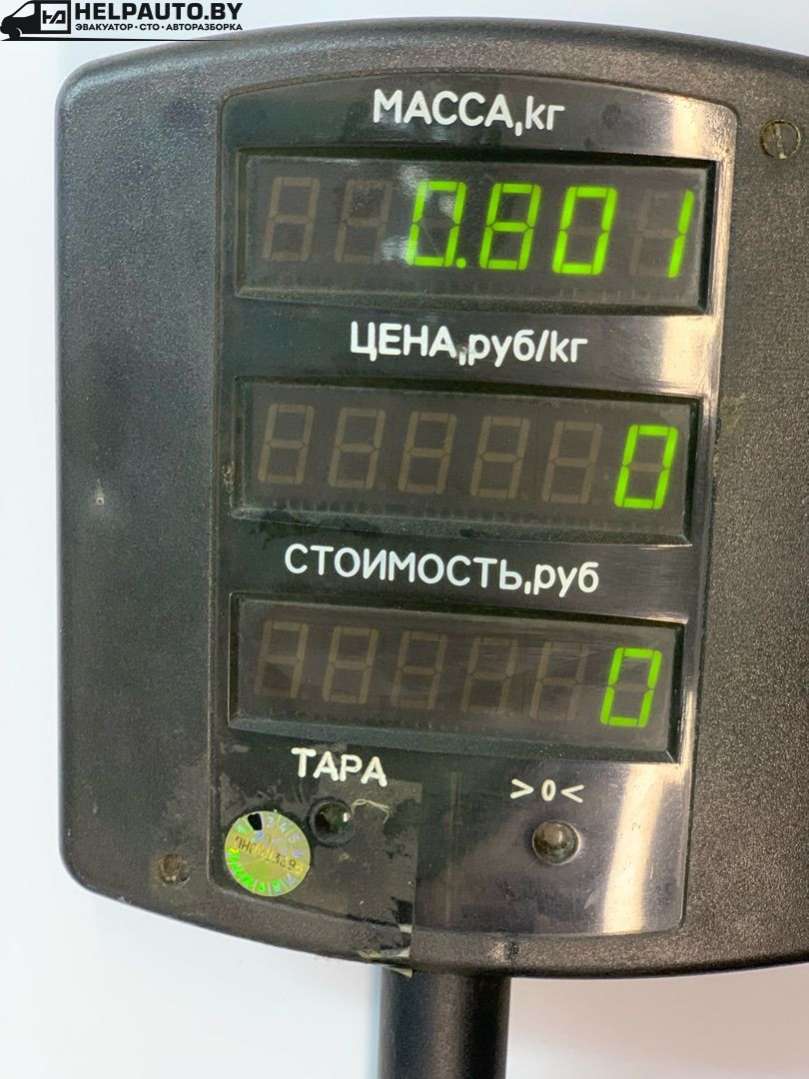 HELPAUTO.BY
ЭВАКУАТОР • СТО • АВТОРАЗБОРКА
МАССА,кг
0.801
ЦЕНА,руб/кг
0
СТОИМОСТЬ,руб
0
ТАРА
>0<